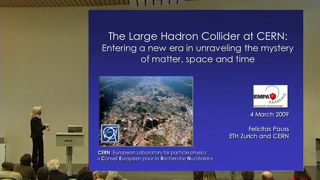 The Large Hadron Collider at CERN:
Entering a new era in unraveling the mystery
of matter, space and time
EMPA
4 March 2009
Felicitas Pauss
ETH Zurich and CERN
CERN: European Laboratory for particle physics
« Conseil Européen pour la Recherche Nucléaire »